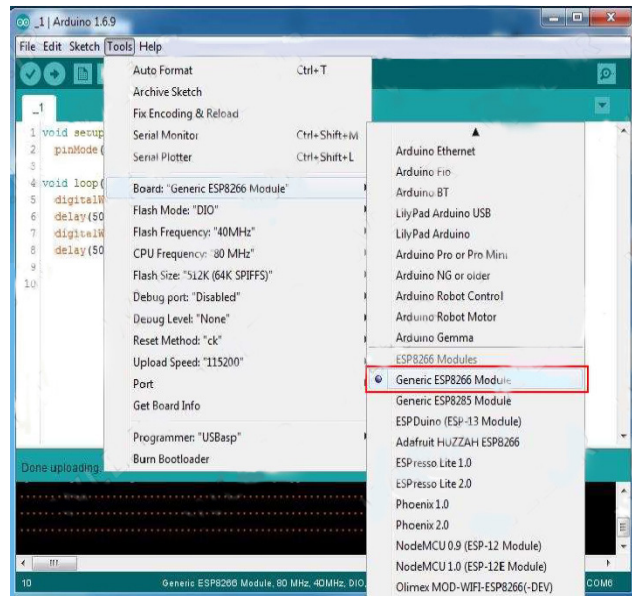 _1 | Arduino 1.6.9
File Edit Sketch Tools Help
_1
1 void setup
2 pinMode(
3
4 void loop(
5 digitalW
6 delay(50
7 digitalW
8 delay(50
9
10
Auto Format Ctrl+T
Archive Sketch
Fix Encoding & Reload
Serial Monitor Ctrl+Shift+M
Serial Plotter Ctrl+Shift+L
Board: "Generic ESP8266 Module"
Flash Mode: "DIO"
Flash Frequency: "40MHz"
CPU Frequency: "80 MHz"
Flash Size: "512K (64K SPIFFS)"
Debug port: "Disabled"
Debug Level: "None"
Reset Method: "ck"
Upload Speed: "115200"
Port
Get Board Info
Programmer: "USBasp"
Burn Bootloader
Arduino Ethernet
Arduino Fio
Arduino BT
LilyPad Arduino USB
LilyPad Arduino
Arduino Pro or Pro Mini
Arduino NG or older
Arduino Robot Control
Arduino Robot Motor
Arduino Gemma
ESP8266 Modules
Generic ESP8266 Module
Generic ESP8285 Module
ESPDuino (ESP-13 Module)
Adafruit HUZZAH ESP8266
ESPresso Lite 1.0
ESPresso Lite 2.0
Phoenix 1.0
Phoenix 2.0
NodeMCU 0.9 (ESP-12 Module)
NodeMCU 1.0 (ESP-12E Module)
Olimex MOD-WIFI-ESP8266(-DEV)
Done uploading.
10 Generic ESP8266 Module, 80 MHz, 40MHz, DIO, COM6